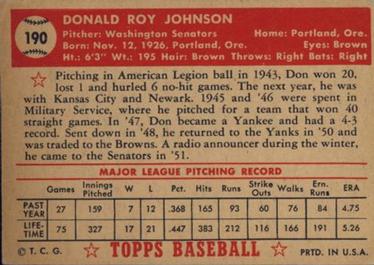 190
DONALD ROY JOHNSON
Pitcher: Washington Senators Home: Portland, Ore.
Born: Nov. 12, 1926, Portland, Ore. Eyes: Brown
Ht.: 6'3" Wt.: 195 Hair: Brown Throws: Right Bats: Right
Pitching in American Legion ball in 1943, Don won 20,
lost 1 and hurled 6 no-hit games. The next year, he was
with Kansas City and Newark. 1945 & '46 were spent in
Military Service, where he pitched for a team that won 40
straight games. In '47, Don became a Yankee and had a 4-3
record. Sent down in '48, he returned to the Yanks in '50 and
was traded to the Browns. A radio announcer during the winter,
he came to the Senators in '51.
MAJOR LEAGUE PITCHING RECORD
Games Innings Pitched W L Pct. Hits Runs Strike Outs Walks Ern. Runs ERA
PAST YEAR 27 159 7 12 .368 165 93 60 76 84 4.75
LIFE-TIME 75 327 17 21 .447 383 212 116 166 191 5.26
© T. C. G. TOPPS BASEBALL PRTD. IN U.S.A.